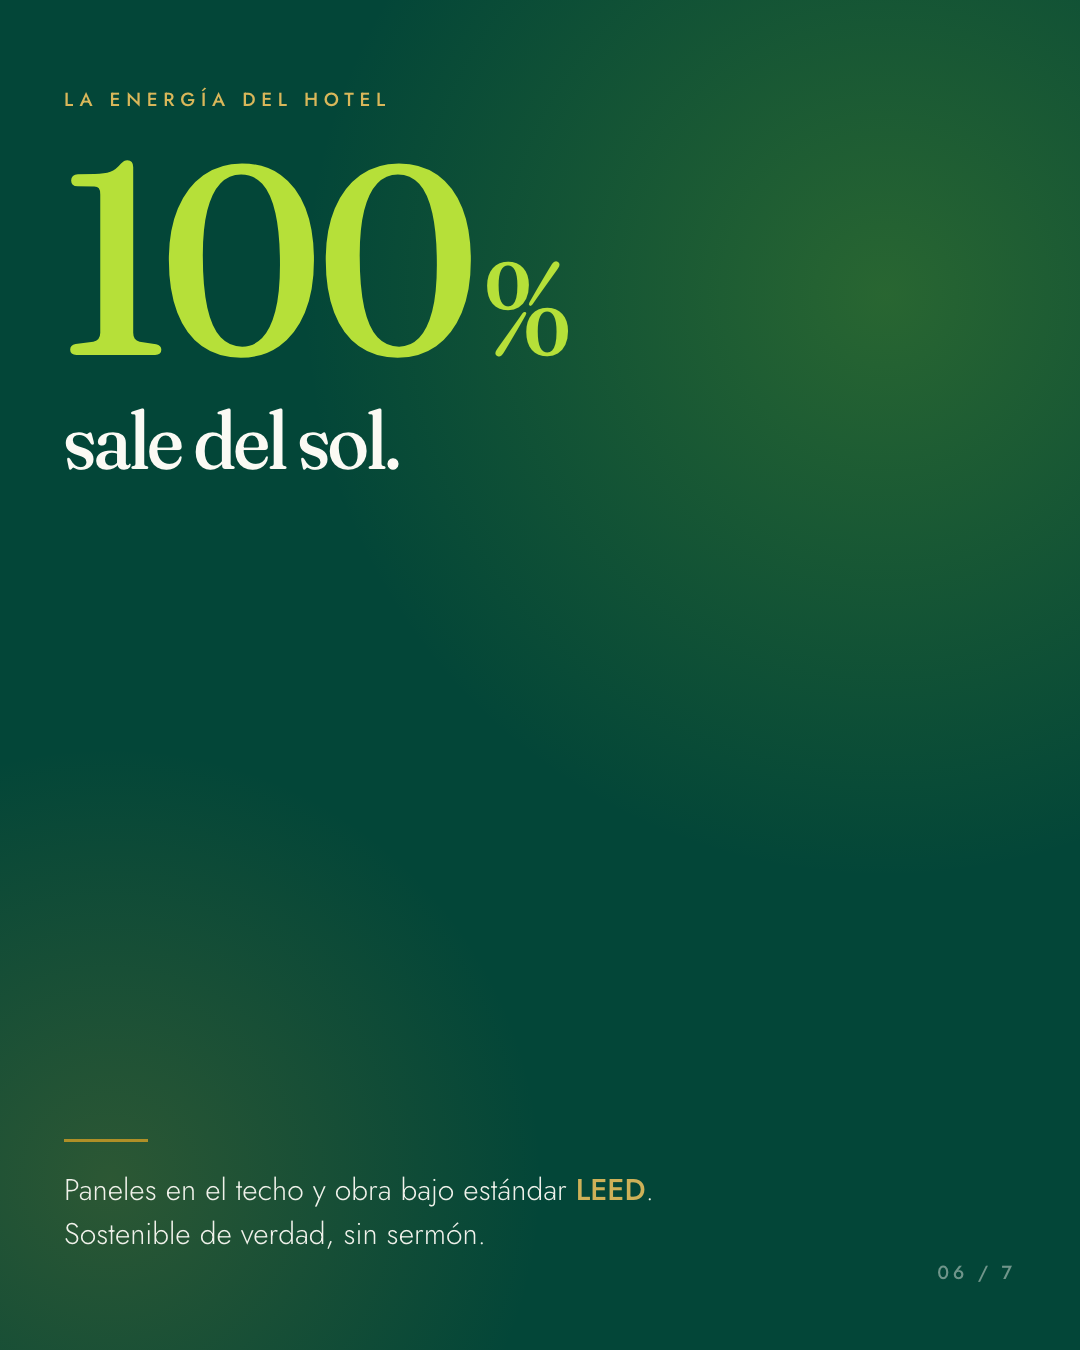 LA ENERGÍA DEL HOTEL
100%
sale del sol.
Paneles en el techo y obra bajo estándar LEED.
Sostenible de verdad, sin sermón.
06 / 7